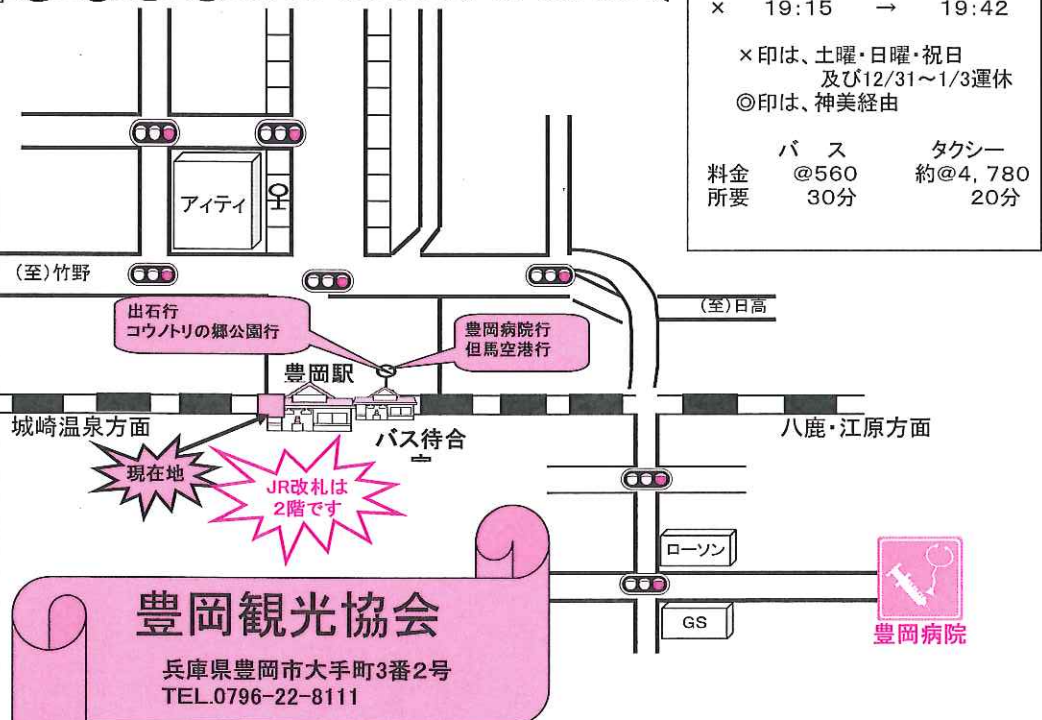 × 19:15 → 19:42
×印は、土曜・日曜・祝日
及び12/31～1/3運休
◎印は、神美経由
バ ス タクシー
料金 @560 約@4, 780
所要 30分 20分
アイティ
(至)竹野
(至)日高
出石行
コウノトリの郷公園行
豊岡病院行
但馬空港行
豊岡駅
城崎温泉方面
バス待合
八鹿・江原方面
現在地
JR改札は
2階です
ローソン
GS
豊岡病院
豊岡観光協会
兵庫県豊岡市大手町3番2号
TEL.0796-22-8111